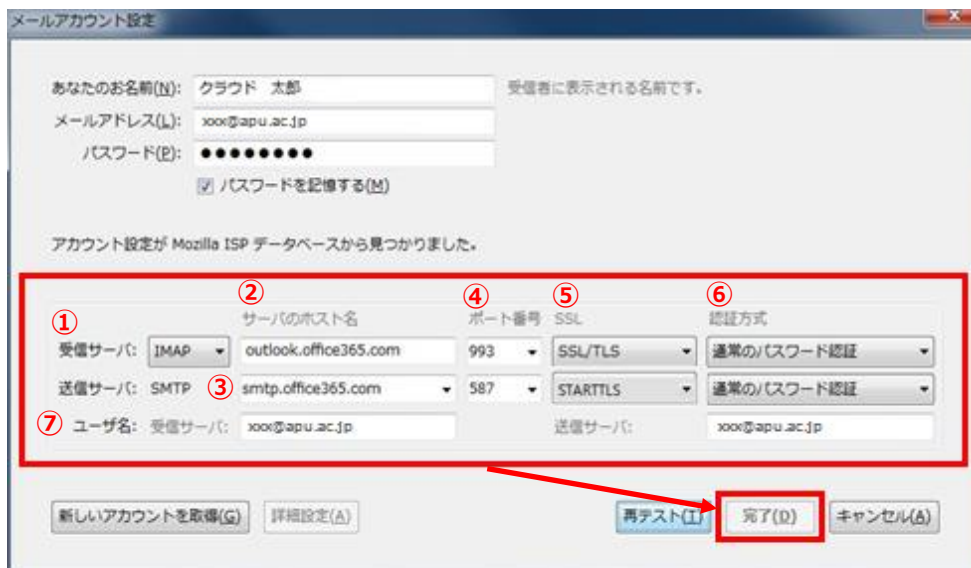 メールアカウント設定
あなたのお名前(N): クラウド 太郎 受信者に表示される名前です。
メールアドレス(L): xxx@apu.ac.jp
パスワード(P): ●●●●●●●●
パスワードを記憶する(M)
アカウント設定が Mozilla ISP データベースから見つかりました。
① ② ④ ⑤ ⑥
サーバのホスト名 ポート番号 SSL 認証方式
受信サーバ: IMAP outlook.office365.com 993 SSL/TLS 通常のパスワード認証
送信サーバ: SMTP ③ smtp.office365.com 587 STARTTLS 通常のパスワード認証
⑦ ユーザ名: 受信サーバ: xxx@apu.ac.jp 送信サーバ: xxx@apu.ac.jp
新しいアカウントを取得(G) 詳細設定(A) 再テスト(T) 完了(D) キャンセル(A)